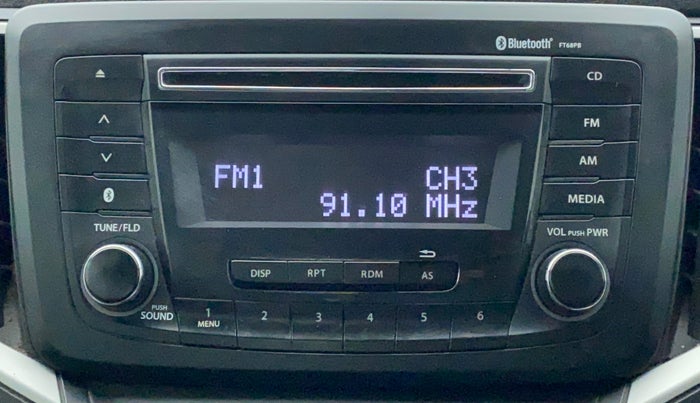 Bluetooth® FT68PB
CD
FM
AM
MEDIA
FM1 CH3
91.10 MHz
TUNE/FLD
VOL PUSH PWR
DISP RPT RDM AS
PUSH SOUND
1 MENU 2 3 4 5 6